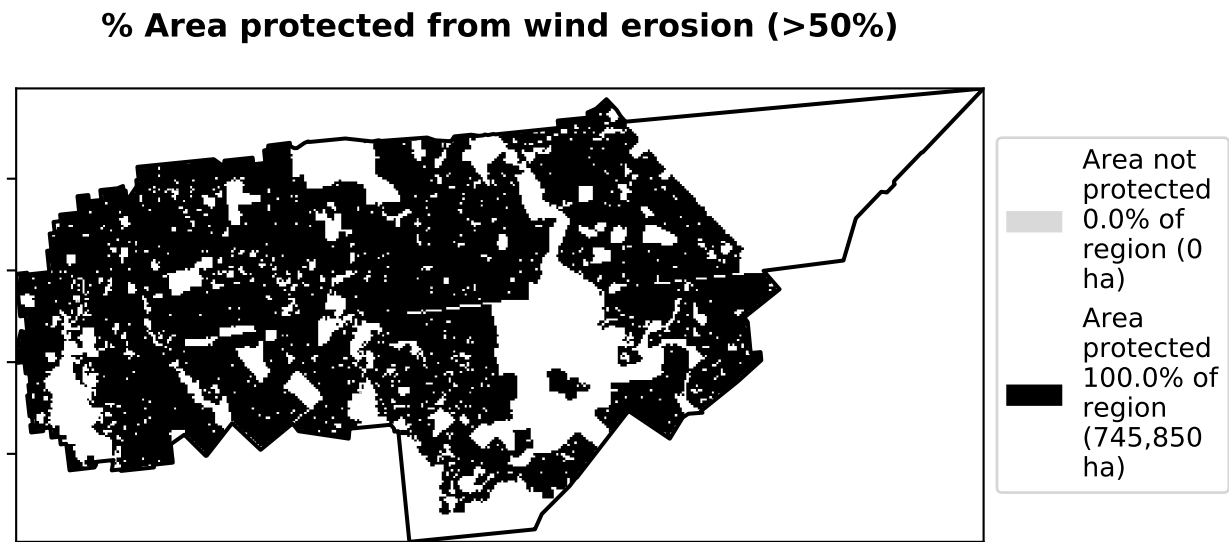 % Area protected from wind erosion (>50%)
Area not
protected
0.0% of
region (0
ha)
Area
protected
100.0% of
region
(745,850
ha)